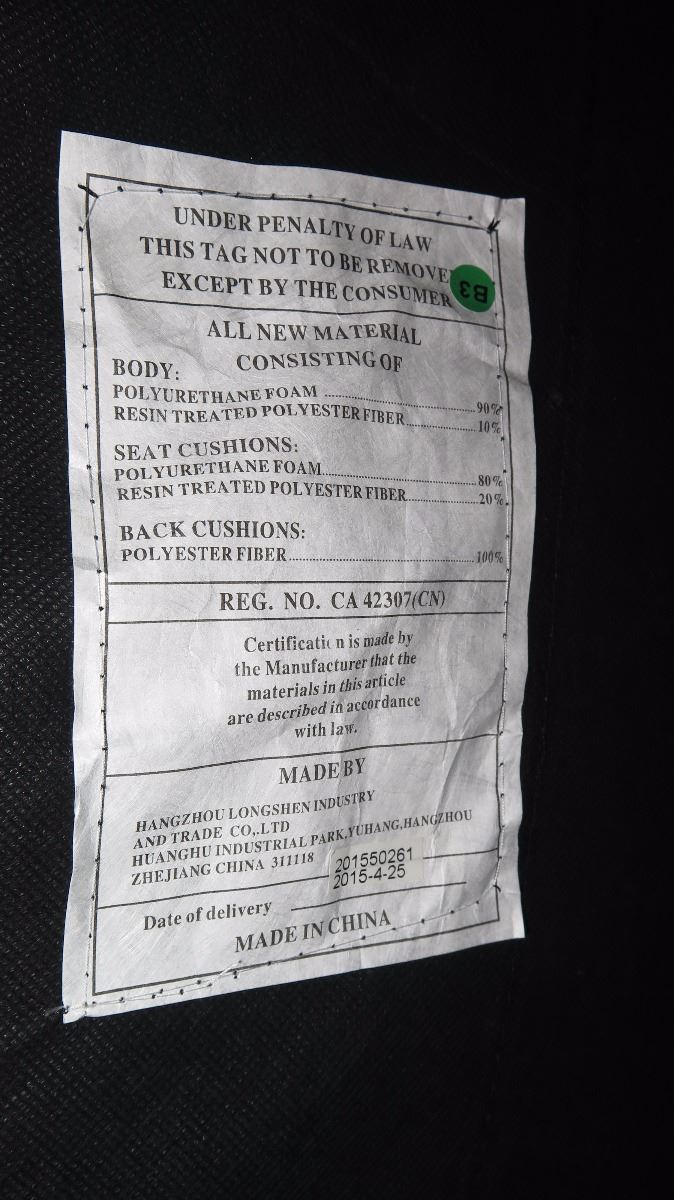 UNDER PENALTY OF LAW
THIS TAG NOT TO BE REMOVE
EXCEPT BY THE CONSUMER
B3
ALL NEW MATERIAL
CONSISTING OF
BODY:
POLYURETHANE FOAM ........................ 90%
RESIN TREATED POLYESTER FIBER ........... 10%
SEAT CUSHIONS:
POLYURETHANE FOAM ........................ 80%
RESIN TREATED POLYESTER FIBER ........... 20%
BACK CUSHIONS:
POLYESTER FIBER ........................ 100%
REG. NO. CA 42307(CN)
Certificati n is made by
the Manufacturer that the
materials in this article
are described in accordance
with law.
MADE BY
HANGZHOU LONGSHEN INDUSTRY
AND TRADE CO,.LTD
HUANGHU INDUSTRIAL PARK,YUHANG,HANGZHOU
ZHEJIANG CHINA 311118
201550261
2015-4-25
Date of delivery
MADE IN CHINA